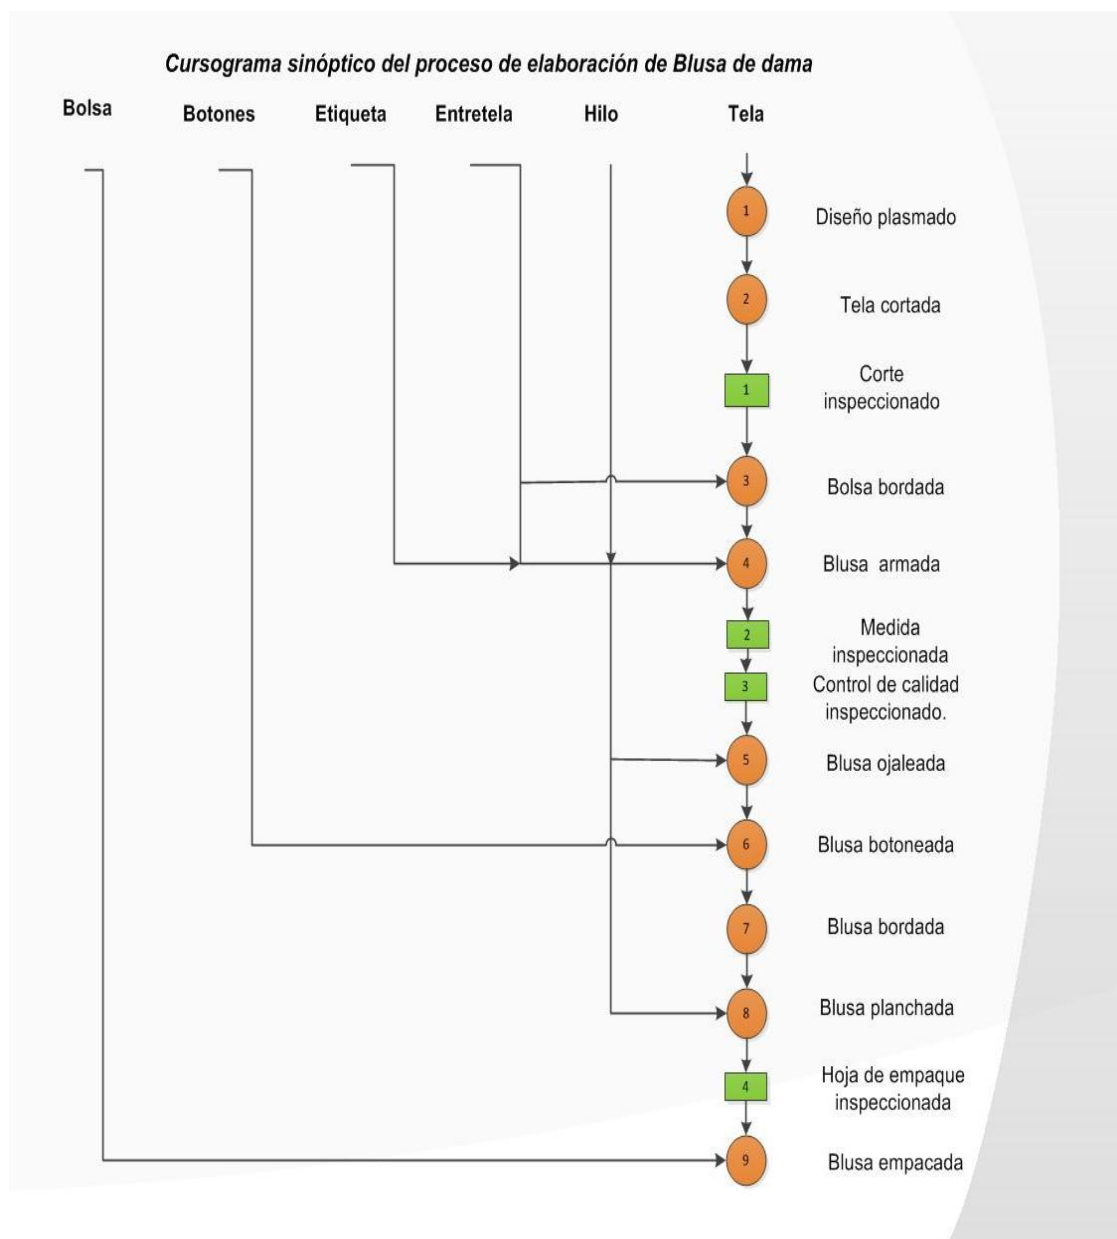 Cursograma sinóptico del proceso de elaboración de Blusa de dama
Bolsa
Botones
Etiqueta
Entretela
Hilo
Tela
1
Diseño plasmado
2
Tela cortada
1
Corte
inspeccionado
3
Bolsa bordada
4
Blusa armada
2
Medida
inspeccionada
3
Control de calidad
inspeccionado.
5
Blusa ojaleada
6
Blusa botoneada
7
Blusa bordada
8
Blusa planchada
4
Hoja de empaque
inspeccionada
9
Blusa empacada